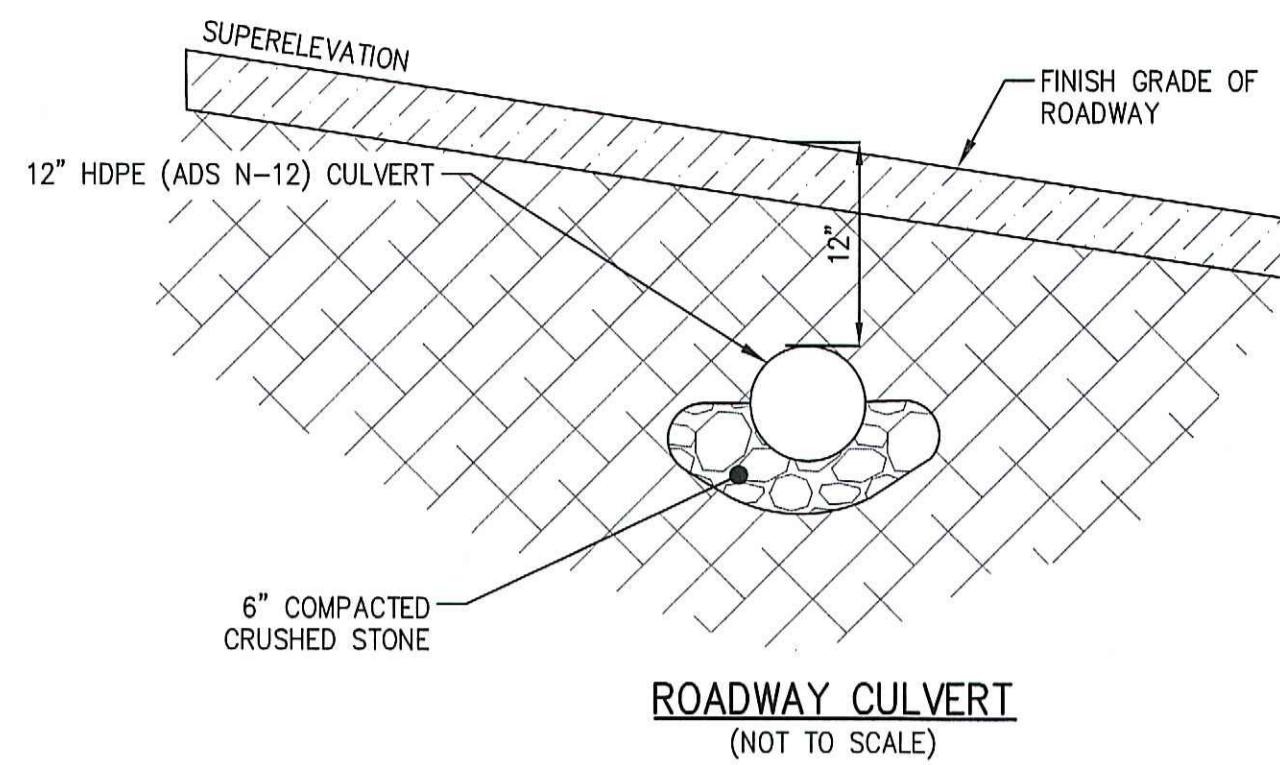 SUPERELEVATION
FINISH GRADE OF
ROADWAY
12" HDPE (ADS N-12) CULVERT
12"
6" COMPACTED
CRUSHED STONE
ROADWAY CULVERT
(NOT TO SCALE)